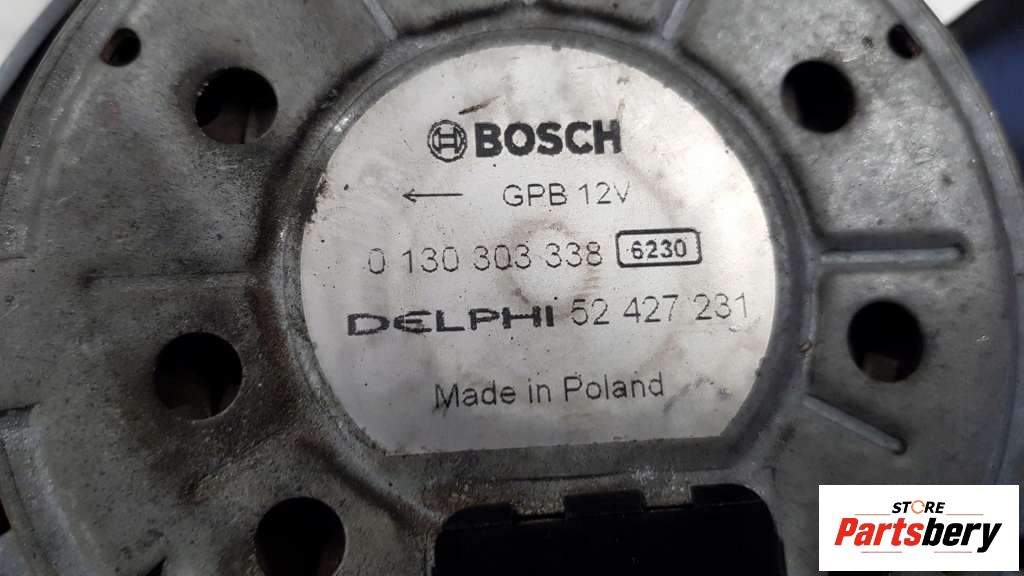 BOSCH
← GPB 12V
0 130 303 338 6230
DELPHI 52 427 231
Made in Poland
STORE
Partsbery